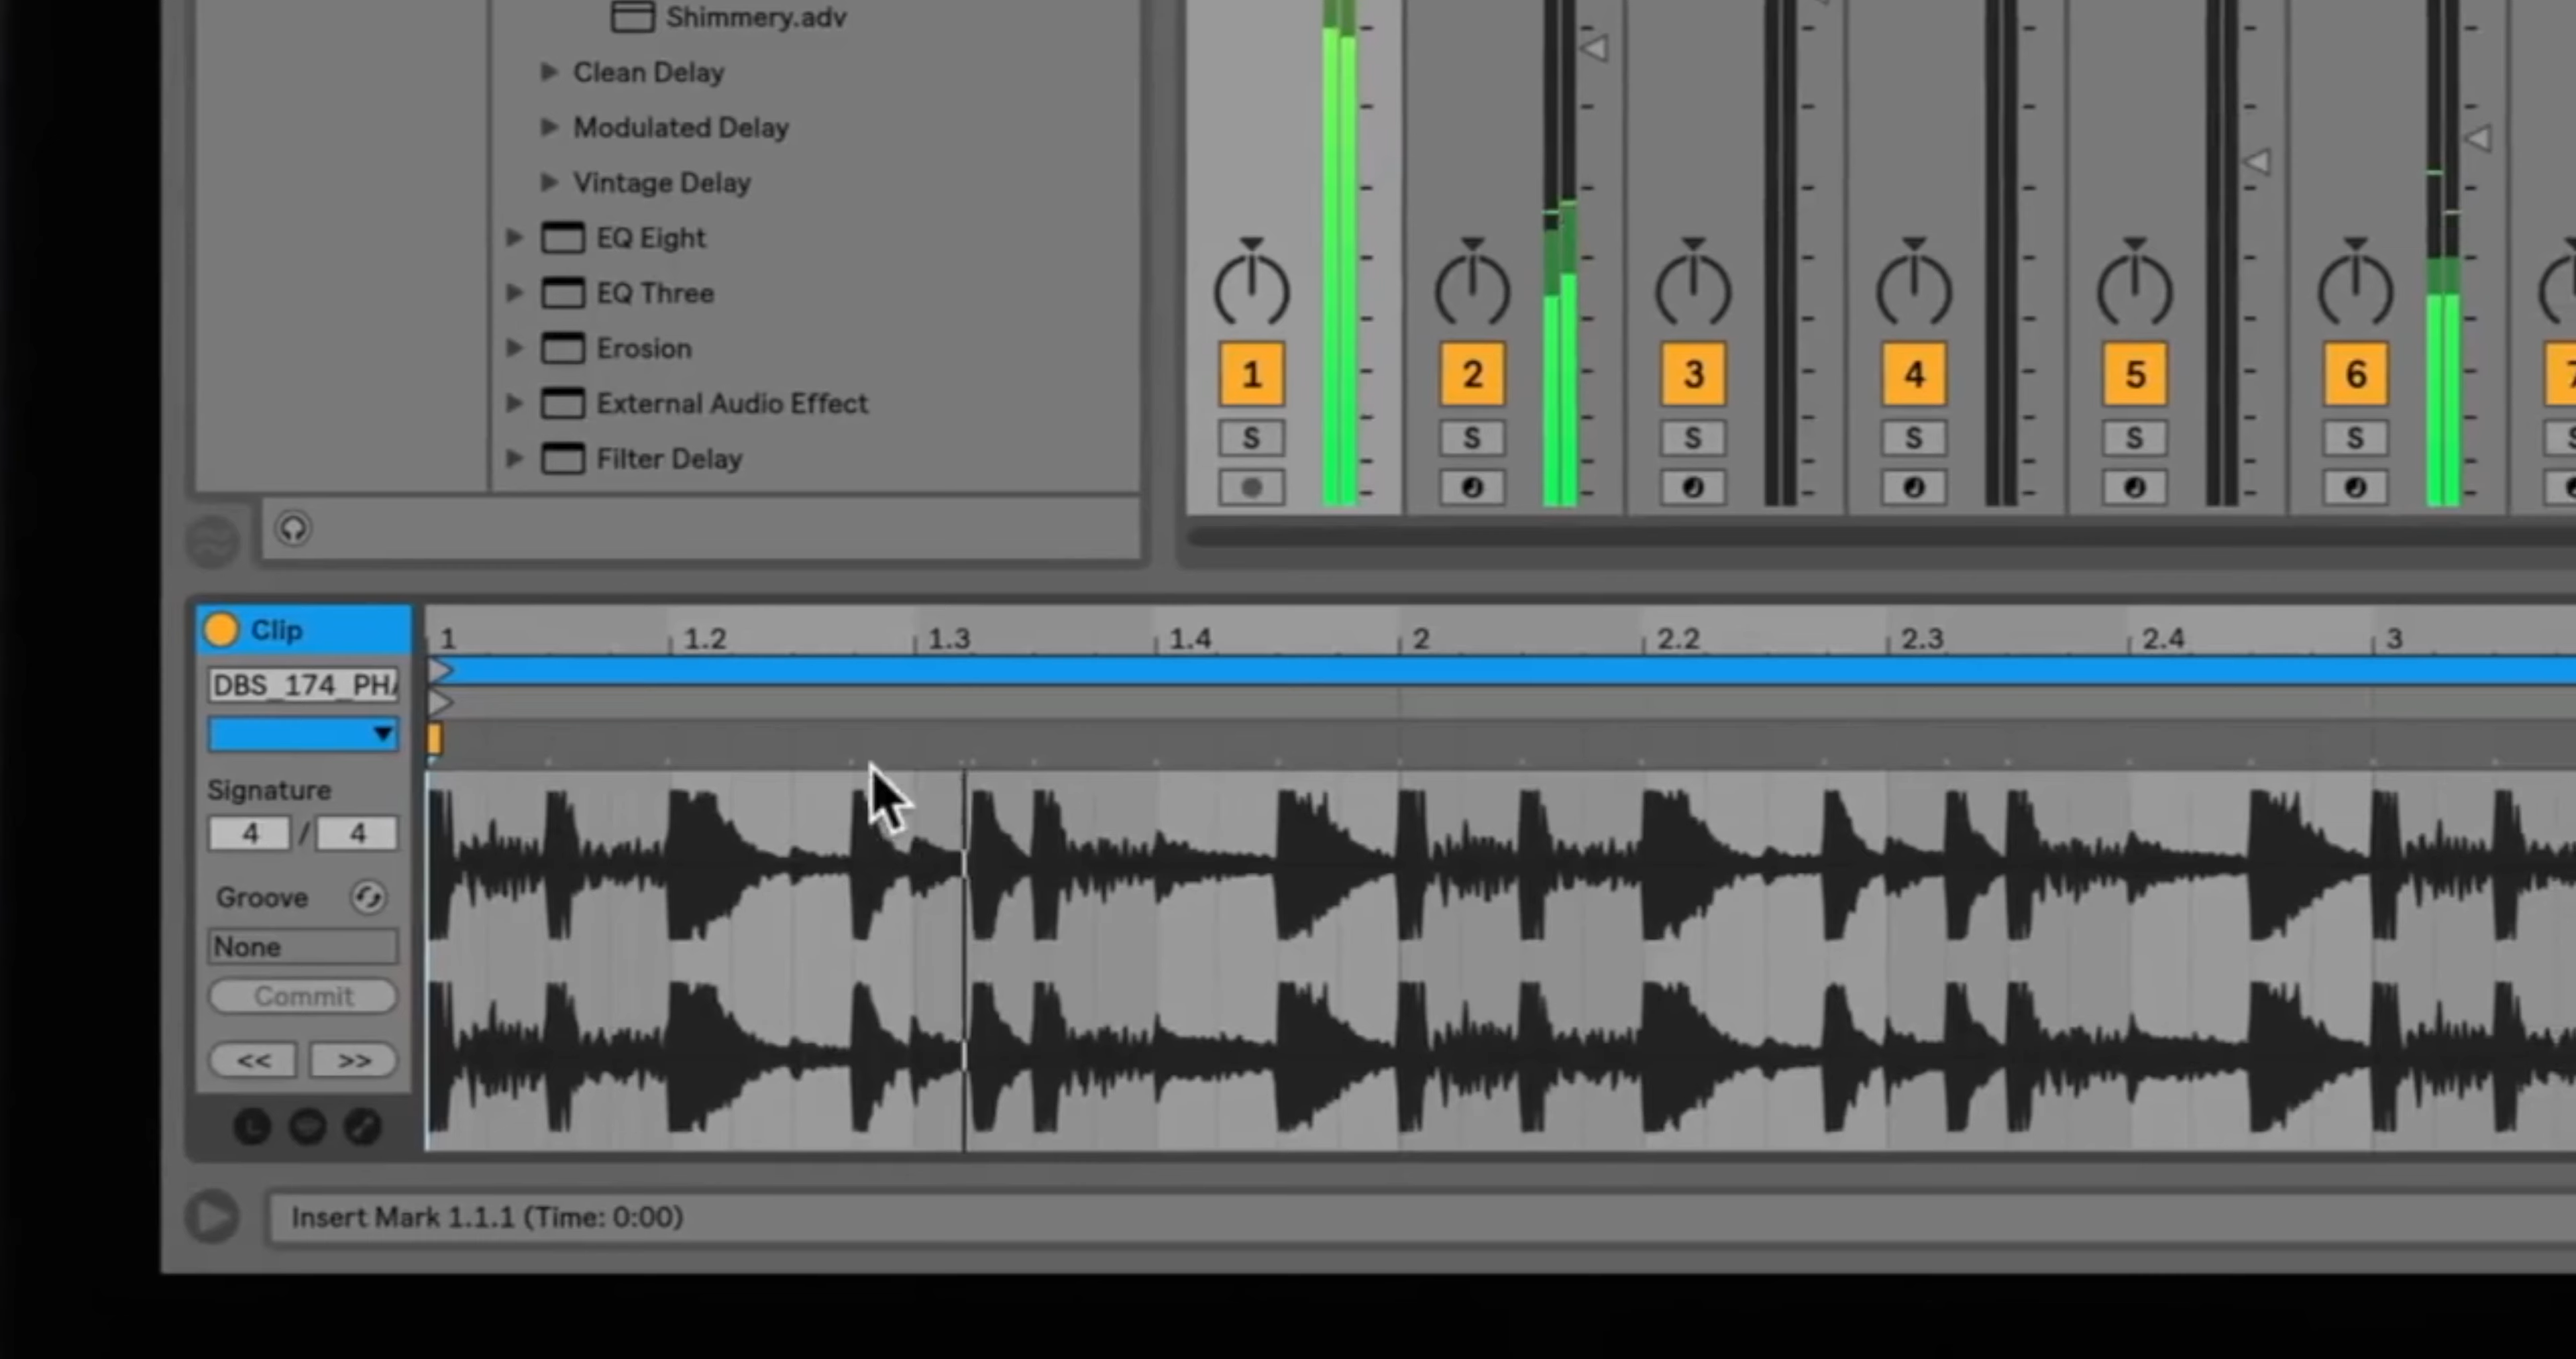 Shimmery.adv
Clean Delay
Modulated Delay
Vintage Delay
EQ Eight
EQ Three
Erosion
External Audio Effect
Filter Delay
1 2 3 4 5 6 7
S S S S S S S
Clip
DBS_174_PHA
Signature
4 / 4
Groove
None
Commit
<< >>
1 1.2 1.3 1.4 2 2.2 2.3 2.4 3
Insert Mark 1.1.1 (Time: 0:00)